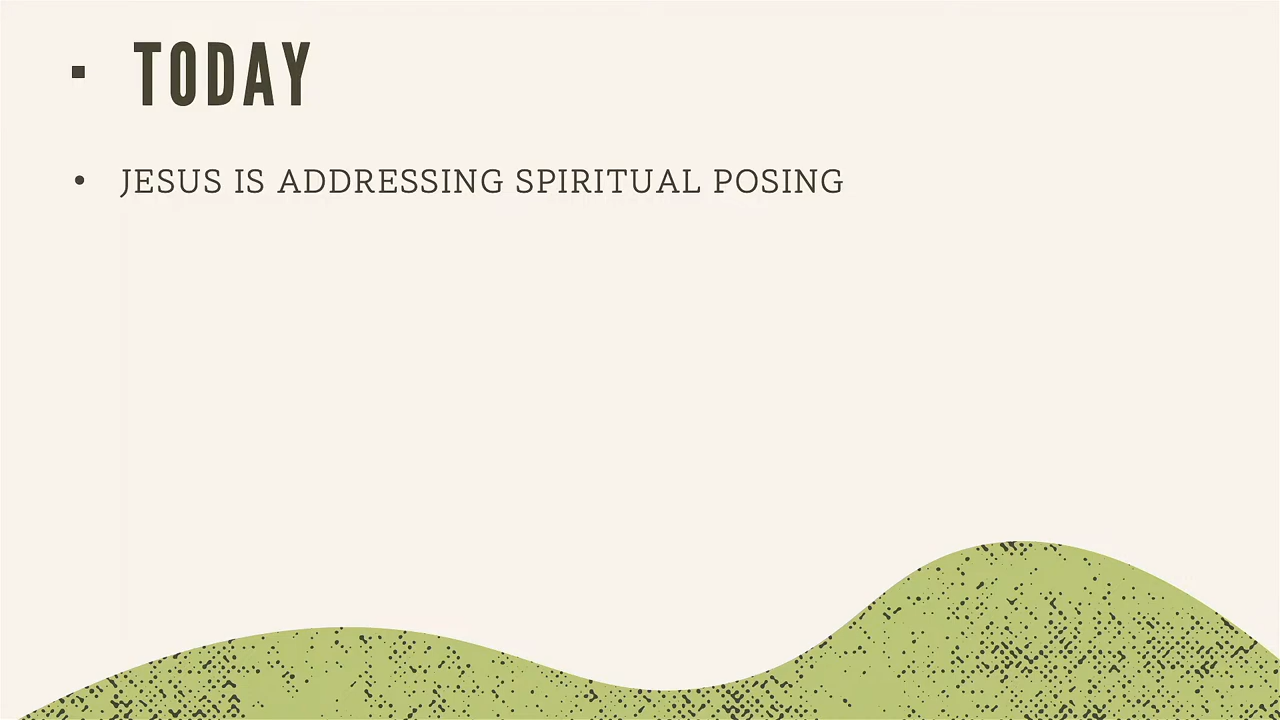 ▪ TODAY
• JESUS IS ADDRESSING SPIRITUAL POSING